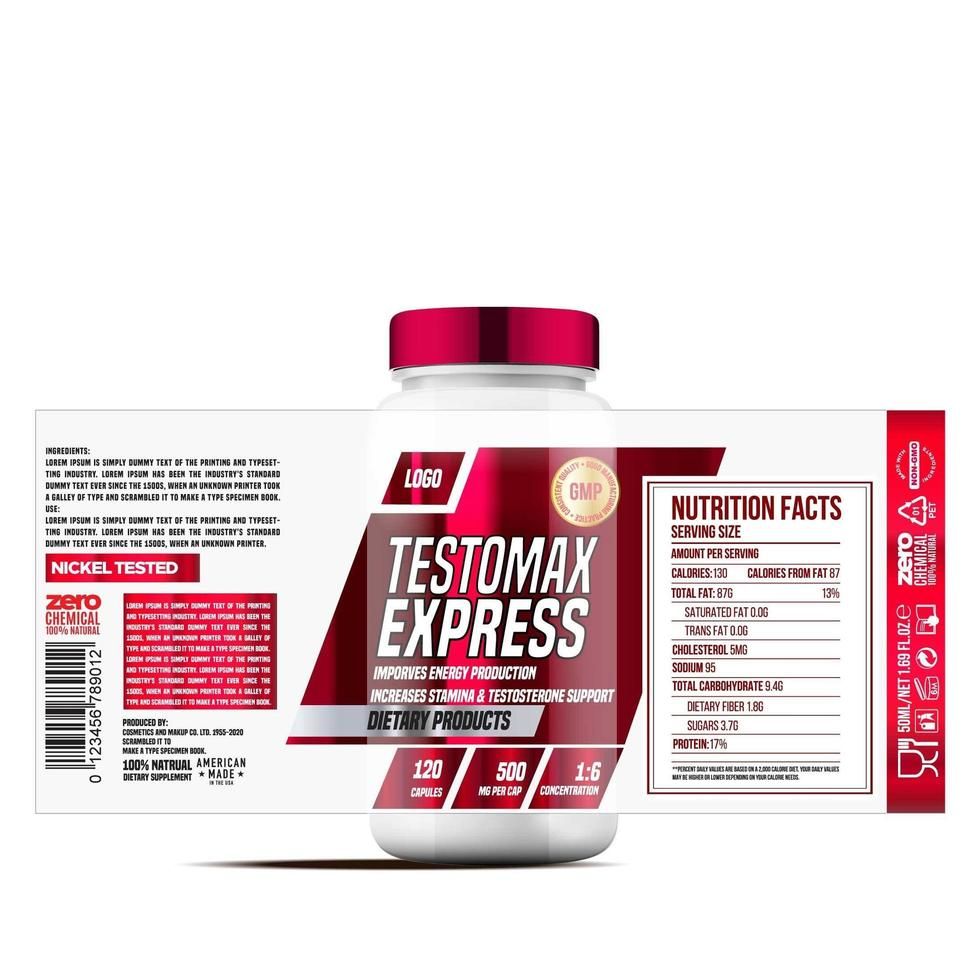 INGREDIENTS:
LOREM IPSUM IS SIMPLY DUMMY TEXT OF THE PRINTING AND TYPESET-
TING INDUSTRY. LOREM IPSUM HAS BEEN THE INDUSTRY'S STANDARD
DUMMY TEXT EVER SINCE THE 1500S, WHEN AN UNKNOWN PRINTER TOOK
A GALLEY OF TYPE AND SCRAMBLED IT TO MAKE A TYPE SPECIMEN BOOK.
USE:
LOREM IPSUM IS SIMPLY DUMMY TEXT OF THE PRINTING AND TYPESET-
TING INDUSTRY. LOREM IPSUM HAS BEEN THE INDUSTRY'S STANDARD
DUMMY TEXT EVER SINCE THE 1500S, WHEN AN UNKNOWN PRINTER.
NICKEL TESTED
zero
CHEMICAL
100% NATURAL
LOREM IPSUM IS SIMPLY DUMMY TEXT OF THE PRINTING
AND TYPESETTING INDUSTRY. LOREM IPSUM HAS BEEN THE
INDUSTRY'S STANDARD DUMMY TEXT EVER SINCE THE
1500S, WHEN AN UNKNOWN PRINTER TOOK A GALLEY OF
TYPE AND SCRAMBLED IT TO MAKE A TYPE SPECIMEN BOOK.
LOREM IPSUM IS SIMPLY DUMMY TEXT OF THE PRINTING
AND TYPESETTING INDUSTRY. LOREM IPSUM HAS BEEN THE
INDUSTRY'S STANDARD DUMMY TEXT EVER SINCE THE
1500S, WHEN AN UNKNOWN PRINTER TOOK A GALLEY OF
TYPE AND SCRAMBLED IT TO MAKE A TYPE SPECIMEN BOOK.
0 123456 789012
PRODUCED BY:
COSMETICS AND MAKUP CO. LTD. 1955-2020
SCRAMBLED IT TO
MAKE A TYPE SPECIMEN BOOK.
100% NATRUAL
DIETARY SUPPLEMENT
AMERICAN
★ MADE ★
IN THE USA
LOGO
GMP
CONSISTENT QUALITY • GOOD MANUFACTURING PRACTICE •
TESTOMAX
EXPRESS
IMPORVES ENERGY PRODUCTION
INCREASES STAMINA & TESTOSTERONE SUPPORT
DIETARY PRODUCTS
120
CAPULES
500
MG PER CAP
1:6
CONCENTRATION
NUTRITION FACTS
SERVING SIZE
AMOUNT PER SERVING
CALORIES:130 CALORIES FROM FAT 87
TOTAL FAT: 87G 13%
SATURATED FAT 0.0G
TRANS FAT 0.0G
CHOLESTEROL 5MG
SODIUM 95
TOTAL CARBOHYDRATE 9.4G
DIETARY FIBER 1.8G
SUGARS 3.7G
PROTEIN:17%
**PERCENT DAILY VALUES ARE BASED ON A 2,000 CALORIE DIET. YOUR DAILY VALUES
MAY BE HIGHER OR LOWER DEPENDING ON YOUR CALORIE NEEDS.
MADE WITH
NON-GMO
INGREDIENTS
01
PET
zero
CHEMICAL
100% NATURAL
50ML/NET 1.69 FL.OZ. ℮
6M